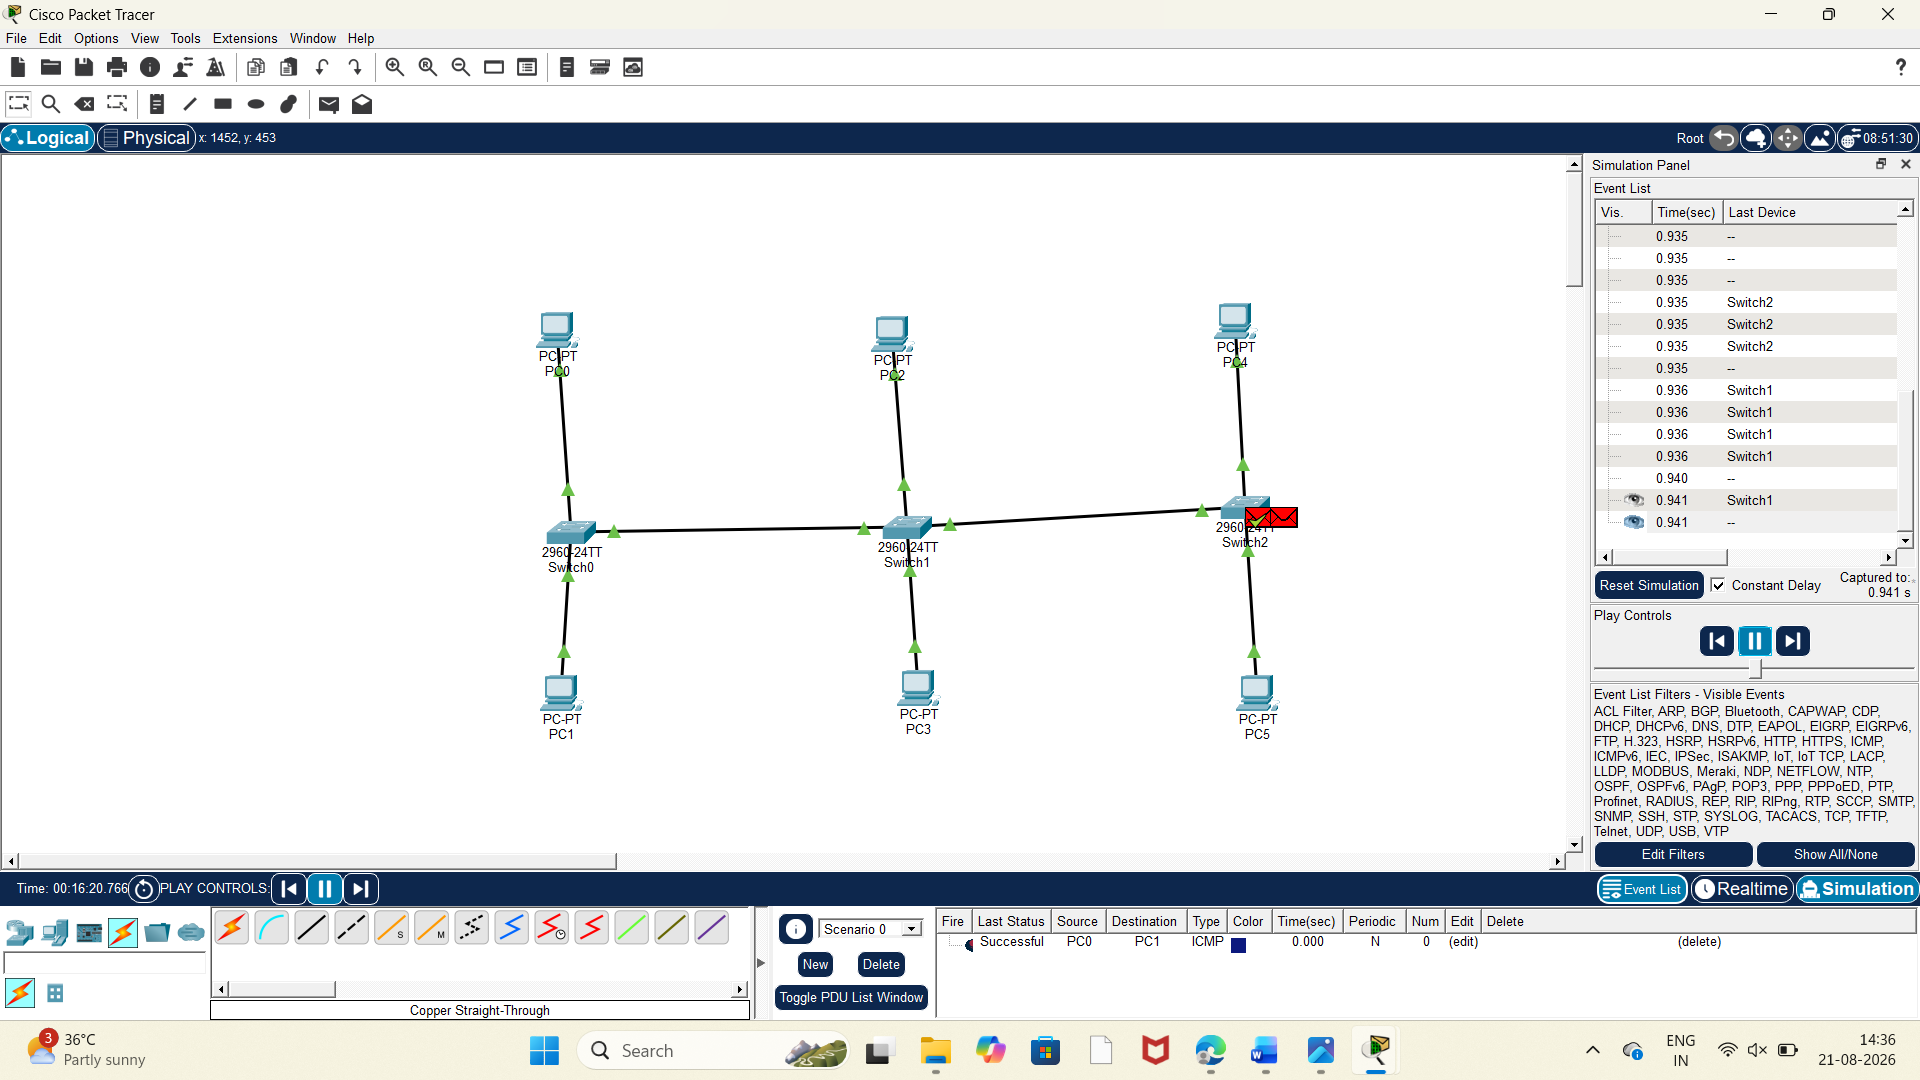 Cisco Packet Tracer
File Edit Options View Tools Extensions Window Help
?
Logical Physical x: 1452, y: 453 Root 08:51:30
Simulation Panel
Event List
Vis. Time(sec) Last Device
0.935 --
0.935 --
0.935 --
0.935 Switch2
0.935 Switch2
0.935 Switch2
0.935 --
0.936 Switch1
0.936 Switch1
0.936 Switch1
0.936 Switch1
0.940 --
0.941 Switch1
0.941 --
Reset Simulation Constant Delay Captured to:
0.941 s
Play Controls
Event List Filters - Visible Events
ACL Filter, ARP, BGP, Bluetooth, CAPWAP, CDP,
DHCP, DHCPv6, DNS, DTP, EAPOL, EIGRP, EIGRPv6,
FTP, H.323, HSRP, HSRPv6, HTTP, HTTPS, ICMP,
ICMPv6, IEC, IPSec, ISAKMP, IoT, IoT TCP, LACP,
LLDP, MODBUS, Meraki, NDP, NETFLOW, NTP,
OSPF, OSPFv6, PAgP, POP3, PPP, PPPoED, PTP,
Profinet, RADIUS, REP, RIP, RIPng, RTP, SCCP, SMTP,
SNMP, SSH, STP, SYSLOG, TACACS, TCP, TFTP,
Telnet, UDP, USB, VTP
Edit Filters Show All/None
PC-PT
PC0
PC-PT
PC2
PC-PT
PC4
2960-24TT
Switch0
2960-24TT
Switch1
2960-24TT
Switch2
PC-PT
PC1
PC-PT
PC3
PC-PT
PC5
Time: 00:16:20.766 PLAY CONTROLS: Event List Realtime Simulation
S M
Copper Straight-Through
Scenario 0
New Delete
Toggle PDU List Window
Fire Last Status Source Destination Type Color Time(sec) Periodic Num Edit Delete
Successful PC0 PC1 ICMP 0.000 N 0 (edit) (delete)
3 36°C
Partly sunny
Search
ENG
IN
14:36
21-08-2026